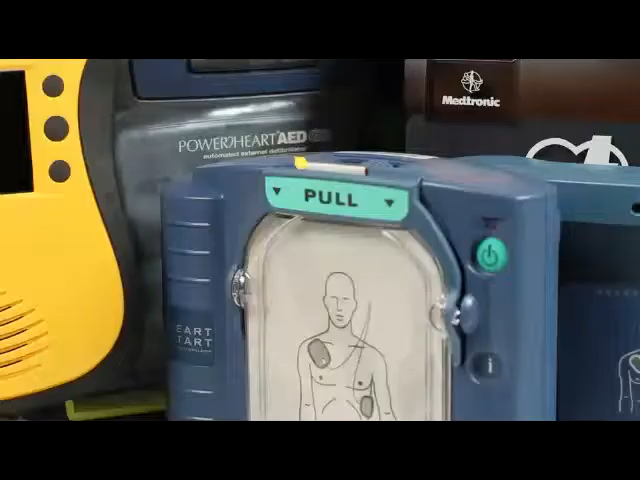 POWERHEART AED
automated external defibrillator
Medtronic
PULL
EART
TART
i